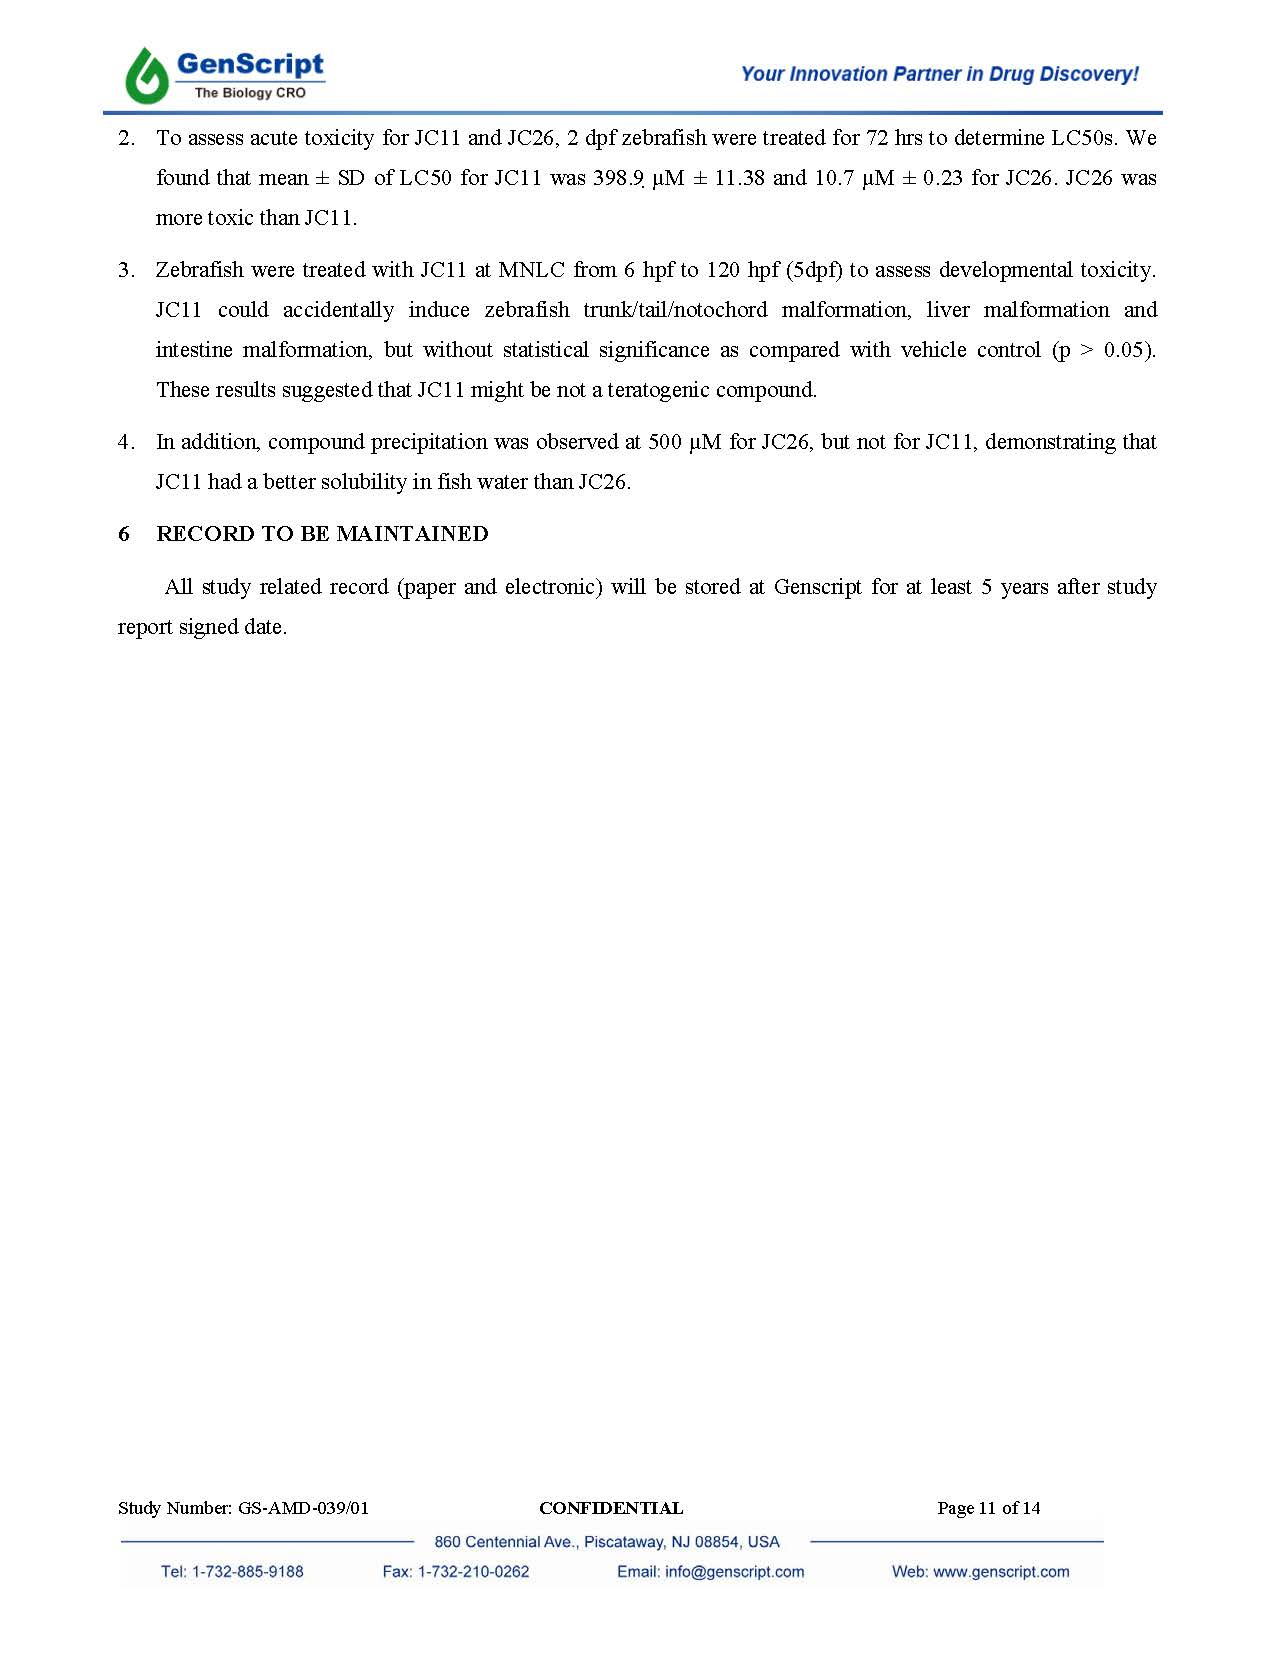 GenScript
The Biology CRO
Your Innovation Partner in Drug Discovery!
2. To assess acute toxicity for JC11 and JC26, 2 dpf zebrafish were treated for 72 hrs to determine LC50s. We
found that mean ± SD of LC50 for JC11 was 398.9 µM ± 11.38 and 10.7 µM ± 0.23 for JC26. JC26 was
more toxic than JC11.
3. Zebrafish were treated with JC11 at MNLC from 6 hpf to 120 hpf (5dpf) to assess developmental toxicity.
JC11 could accidentally induce zebrafish trunk/tail/notochord malformation, liver malformation and
intestine malformation, but without statistical significance as compared with vehicle control (p > 0.05).
These results suggested that JC11 might be not a teratogenic compound.
4. In addition, compound precipitation was observed at 500 µM for JC26, but not for JC11, demonstrating that
JC11 had a better solubility in fish water than JC26.
6 RECORD TO BE MAINTAINED
All study related record (paper and electronic) will be stored at Genscript for at least 5 years after study
report signed date.
Study Number: GS-AMD-039/01 CONFIDENTIAL Page 11 of 14
860 Centennial Ave., Piscataway, NJ 08854, USA
Tel: 1-732-885-9188 Fax: 1-732-210-0262 Email: info@genscript.com Web: www.genscript.com